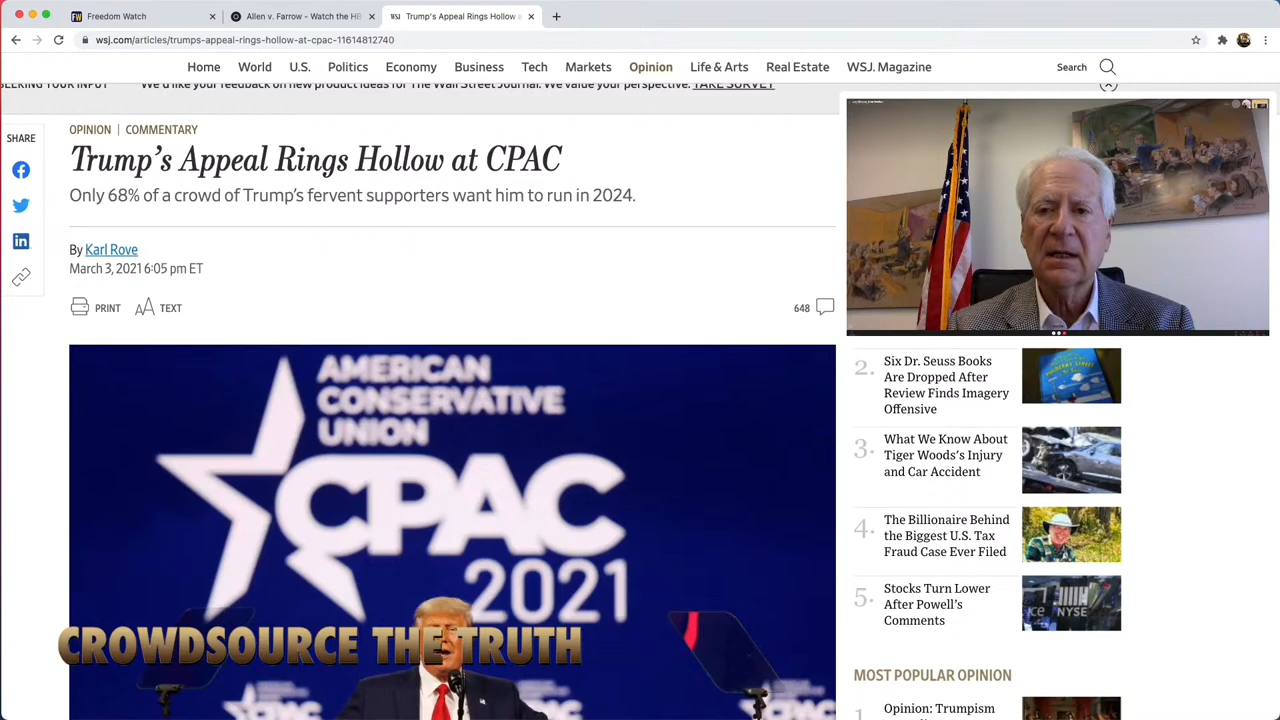 Freedom Watch
Allen v. Farrow - Watch the HB
WSJ
Trump's Appeal Rings Hollow a
wsj.com/articles/trumps-appeal-rings-hollow-at-cpac-11614812740
Home World U.S. Politics Economy Business Tech Markets Opinion Life & Arts Real Estate WSJ. Magazine Search
SEEKING YOUR INPUT We'd like your feedback on new product ideas for The Wall Street Journal. We value your perspective. TAKE SURVEY
SHARE
OPINION | COMMENTARY
Trump's Appeal Rings Hollow at CPAC
Only 68% of a crowd of Trump's fervent supporters want him to run in 2024.
By Karl Rove
March 3, 2021 6:05 pm ET
PRINT AA TEXT
648
AMERICAN
CONSERVATIVE
UNION
CPAC
2021
CROWDSOURCE THE TRUTH
2. Six Dr. Seuss Books
Are Dropped After
Review Finds Imagery
Offensive
3. What We Know About
Tiger Woods's Injury
and Car Accident
4. The Billionaire Behind
the Biggest U.S. Tax
Fraud Case Ever Filed
5. Stocks Turn Lower
After Powell's
Comments
NYSE
MOST POPULAR OPINION
1. Opinion: Trumpism